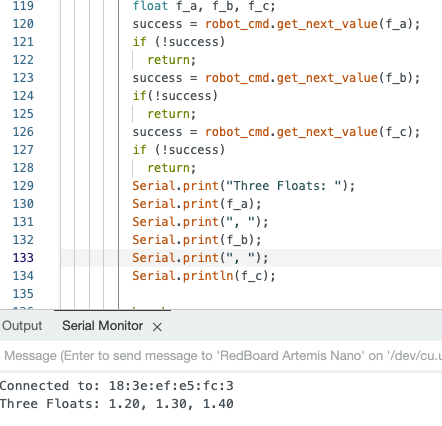 119 float f_a, f_b, f_c;
120 success = robot_cmd.get_next_value(f_a);
121 if (!success)
122 return;
123 success = robot_cmd.get_next_value(f_b);
124 if(!success)
125 return;
126 success = robot_cmd.get_next_value(f_c);
127 if (!success)
128 return;
129 Serial.print("Three Floats: ");
130 Serial.print(f_a);
131 Serial.print(", ");
132 Serial.print(f_b);
133 Serial.print(", ");
134 Serial.println(f_c);
135
Output Serial Monitor ×
Message (Enter to send message to 'RedBoard Artemis Nano' on '/dev/cu.u
Connected to: 18:3e:ef:e5:fc:3
Three Floats: 1.20, 1.30, 1.40